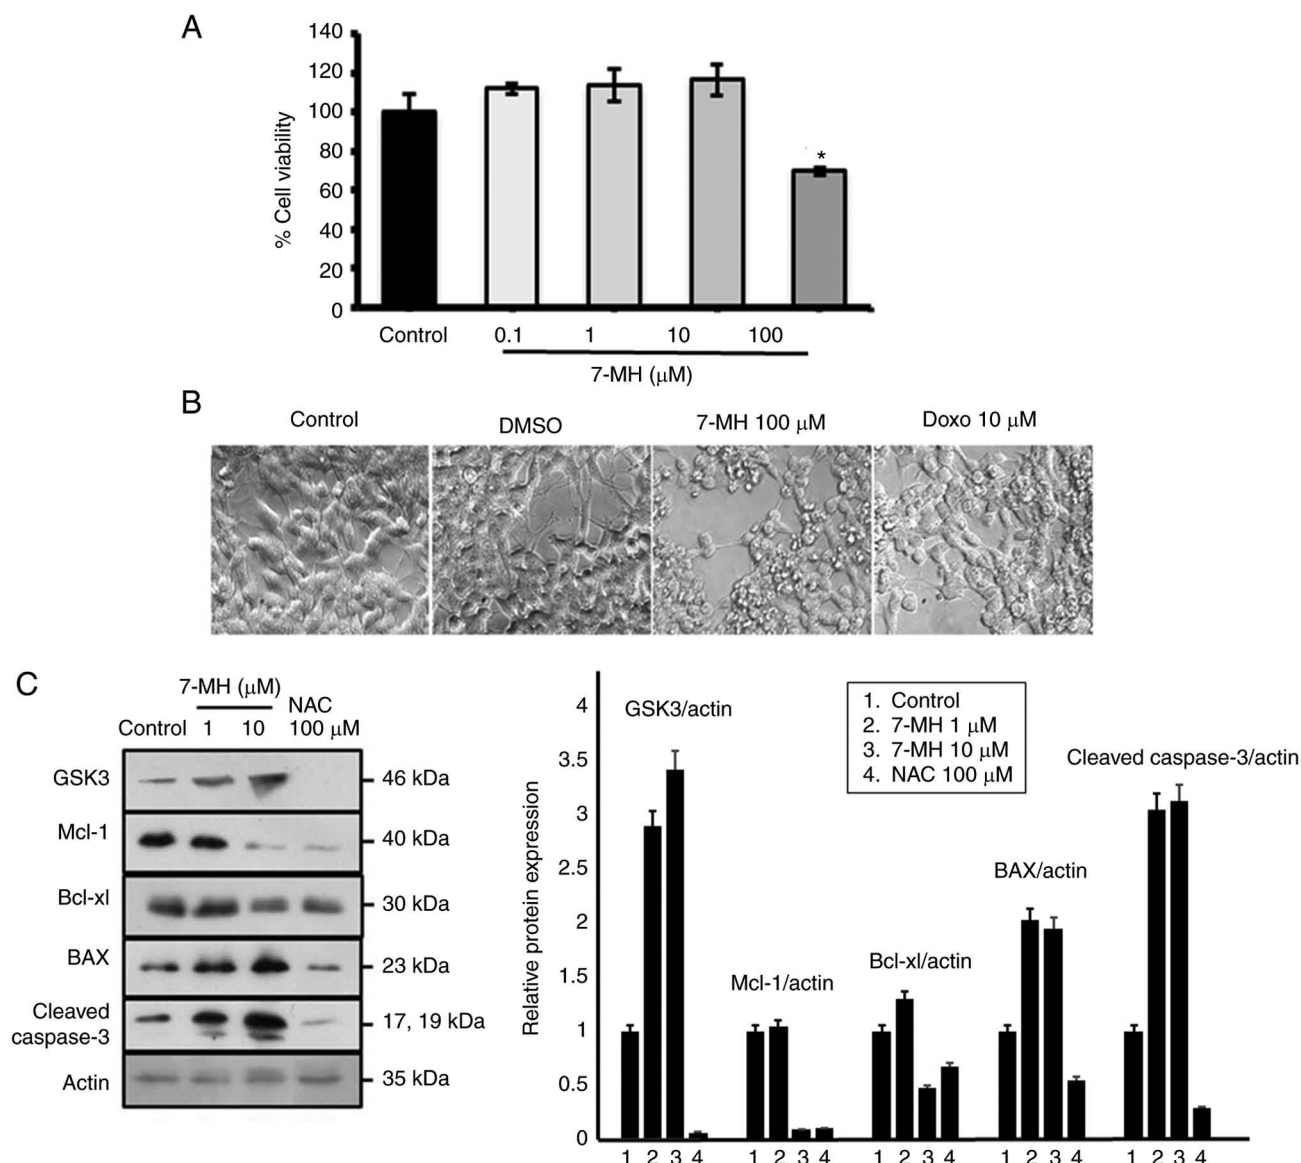 A
140
120
100
80
60
40
20
0
% Cell viability
*
Control 0.1 1 10 100
7-MH (μM)
B
Control DMSO 7-MH 100 μM Doxo 10 μM
C
7-MH (μM)
NAC
Control 1 10 100 μM
GSK3 46 kDa
Mcl-1 40 kDa
Bcl-xl 30 kDa
BAX 23 kDa
Cleaved
caspase-3 17, 19 kDa
Actin 35 kDa
4
3.5
3
2.5
2
1.5
1
0.5
0
Relative protein expression
GSK3/actin
Mcl-1/actin
Bcl-xl/actin
BAX/actin
Cleaved caspase-3/actin
1. Control
2. 7-MH 1 μM
3. 7-MH 10 μM
4. NAC 100 μM
1 2 3 4 1 2 3 4 1 2 3 4 1 2 3 4 1 2 3 4